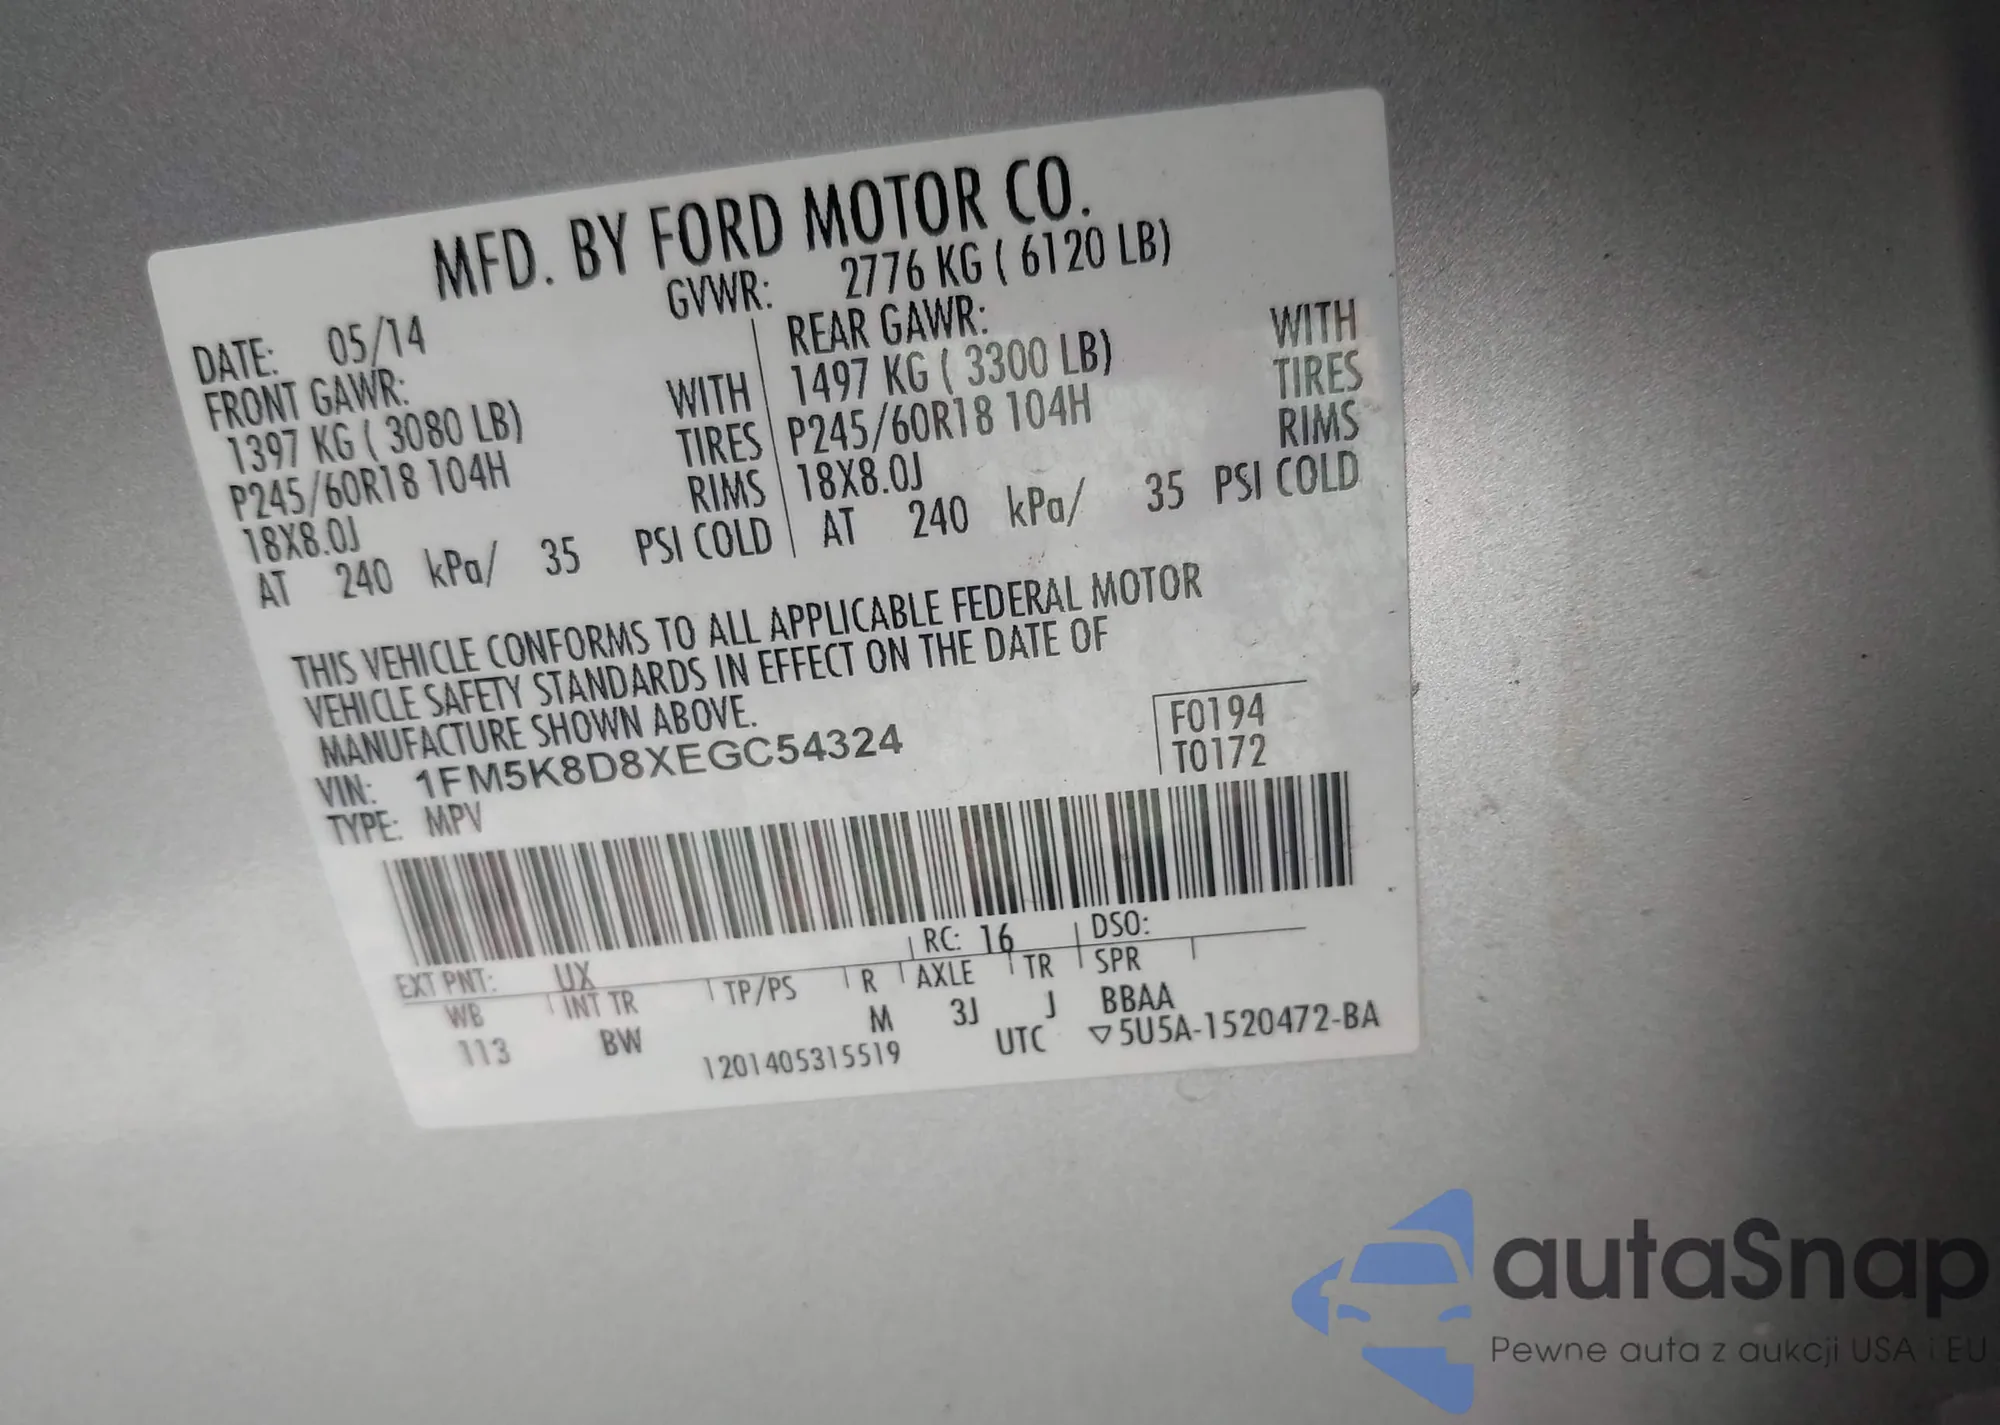 MFD. BY FORD MOTOR CO.
DATE: 05/14 GVWR: 2776 KG ( 6120 LB)
FRONT GAWR: REAR GAWR:
1397 KG ( 3080 LB) WITH 1497 KG ( 3300 LB) WITH
P245/60R18 104H TIRES P245/60R18 104H TIRES
18X8.0J RIMS 18X8.0J RIMS
AT 240 kPa/ 35 PSI COLD AT 240 kPa/ 35 PSI COLD
THIS VEHICLE CONFORMS TO ALL APPLICABLE FEDERAL MOTOR
VEHICLE SAFETY STANDARDS IN EFFECT ON THE DATE OF
MANUFACTURE SHOWN ABOVE.
VIN: 1FM5K8D8XEGC54324 F0194
TYPE: MPV T0172
EXT PNT: UX RC: 16 DSO:
WB INT TR TP/PS R AXLE TR SPR
113 BW M 3J J BBAA
1201405315519 UTC ▽5U5A-1520472-BA
autaSnap
Pewne auta z aukcji USA i EU